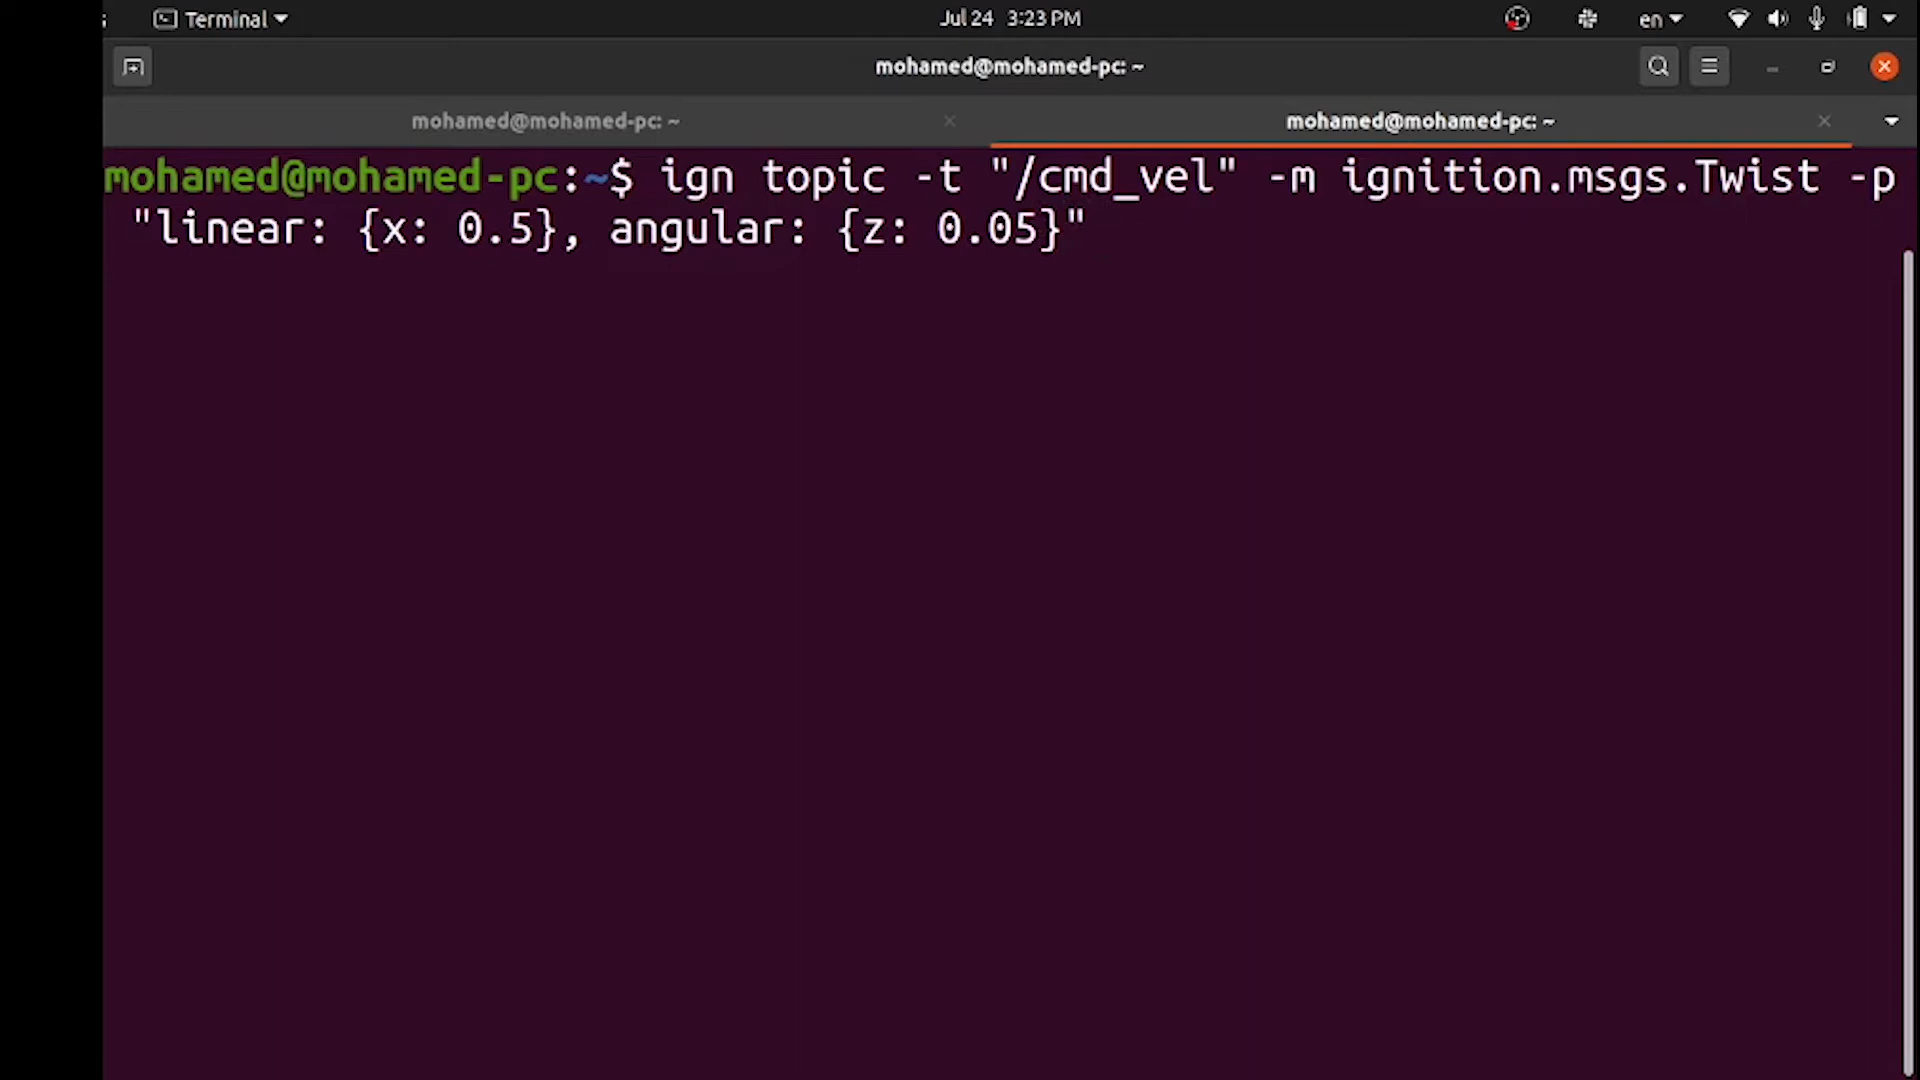 Terminal
Jul 24 3:23 PM
en
mohamed@mohamed-pc: ~
mohamed@mohamed-pc: ~
mohamed@mohamed-pc: ~
mohamed@mohamed-pc:~$ ign topic -t "/cmd_vel" -m ignition.msgs.Twist -p
"linear: {x: 0.5}, angular: {z: 0.05}"